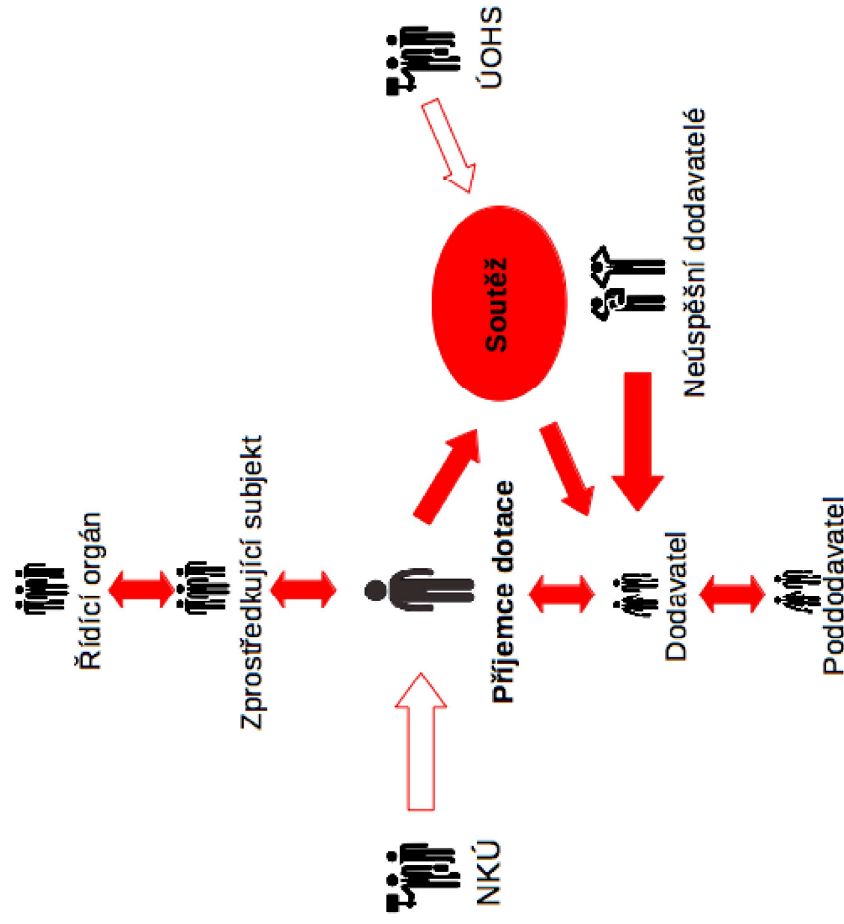 Řídící orgán
Zprostředkující subjekt
NKÚ
Příjemce dotace
Soutěž
ÚOHS
Dodavatel
Neúspěšní dodavatelé
Poddodavatel